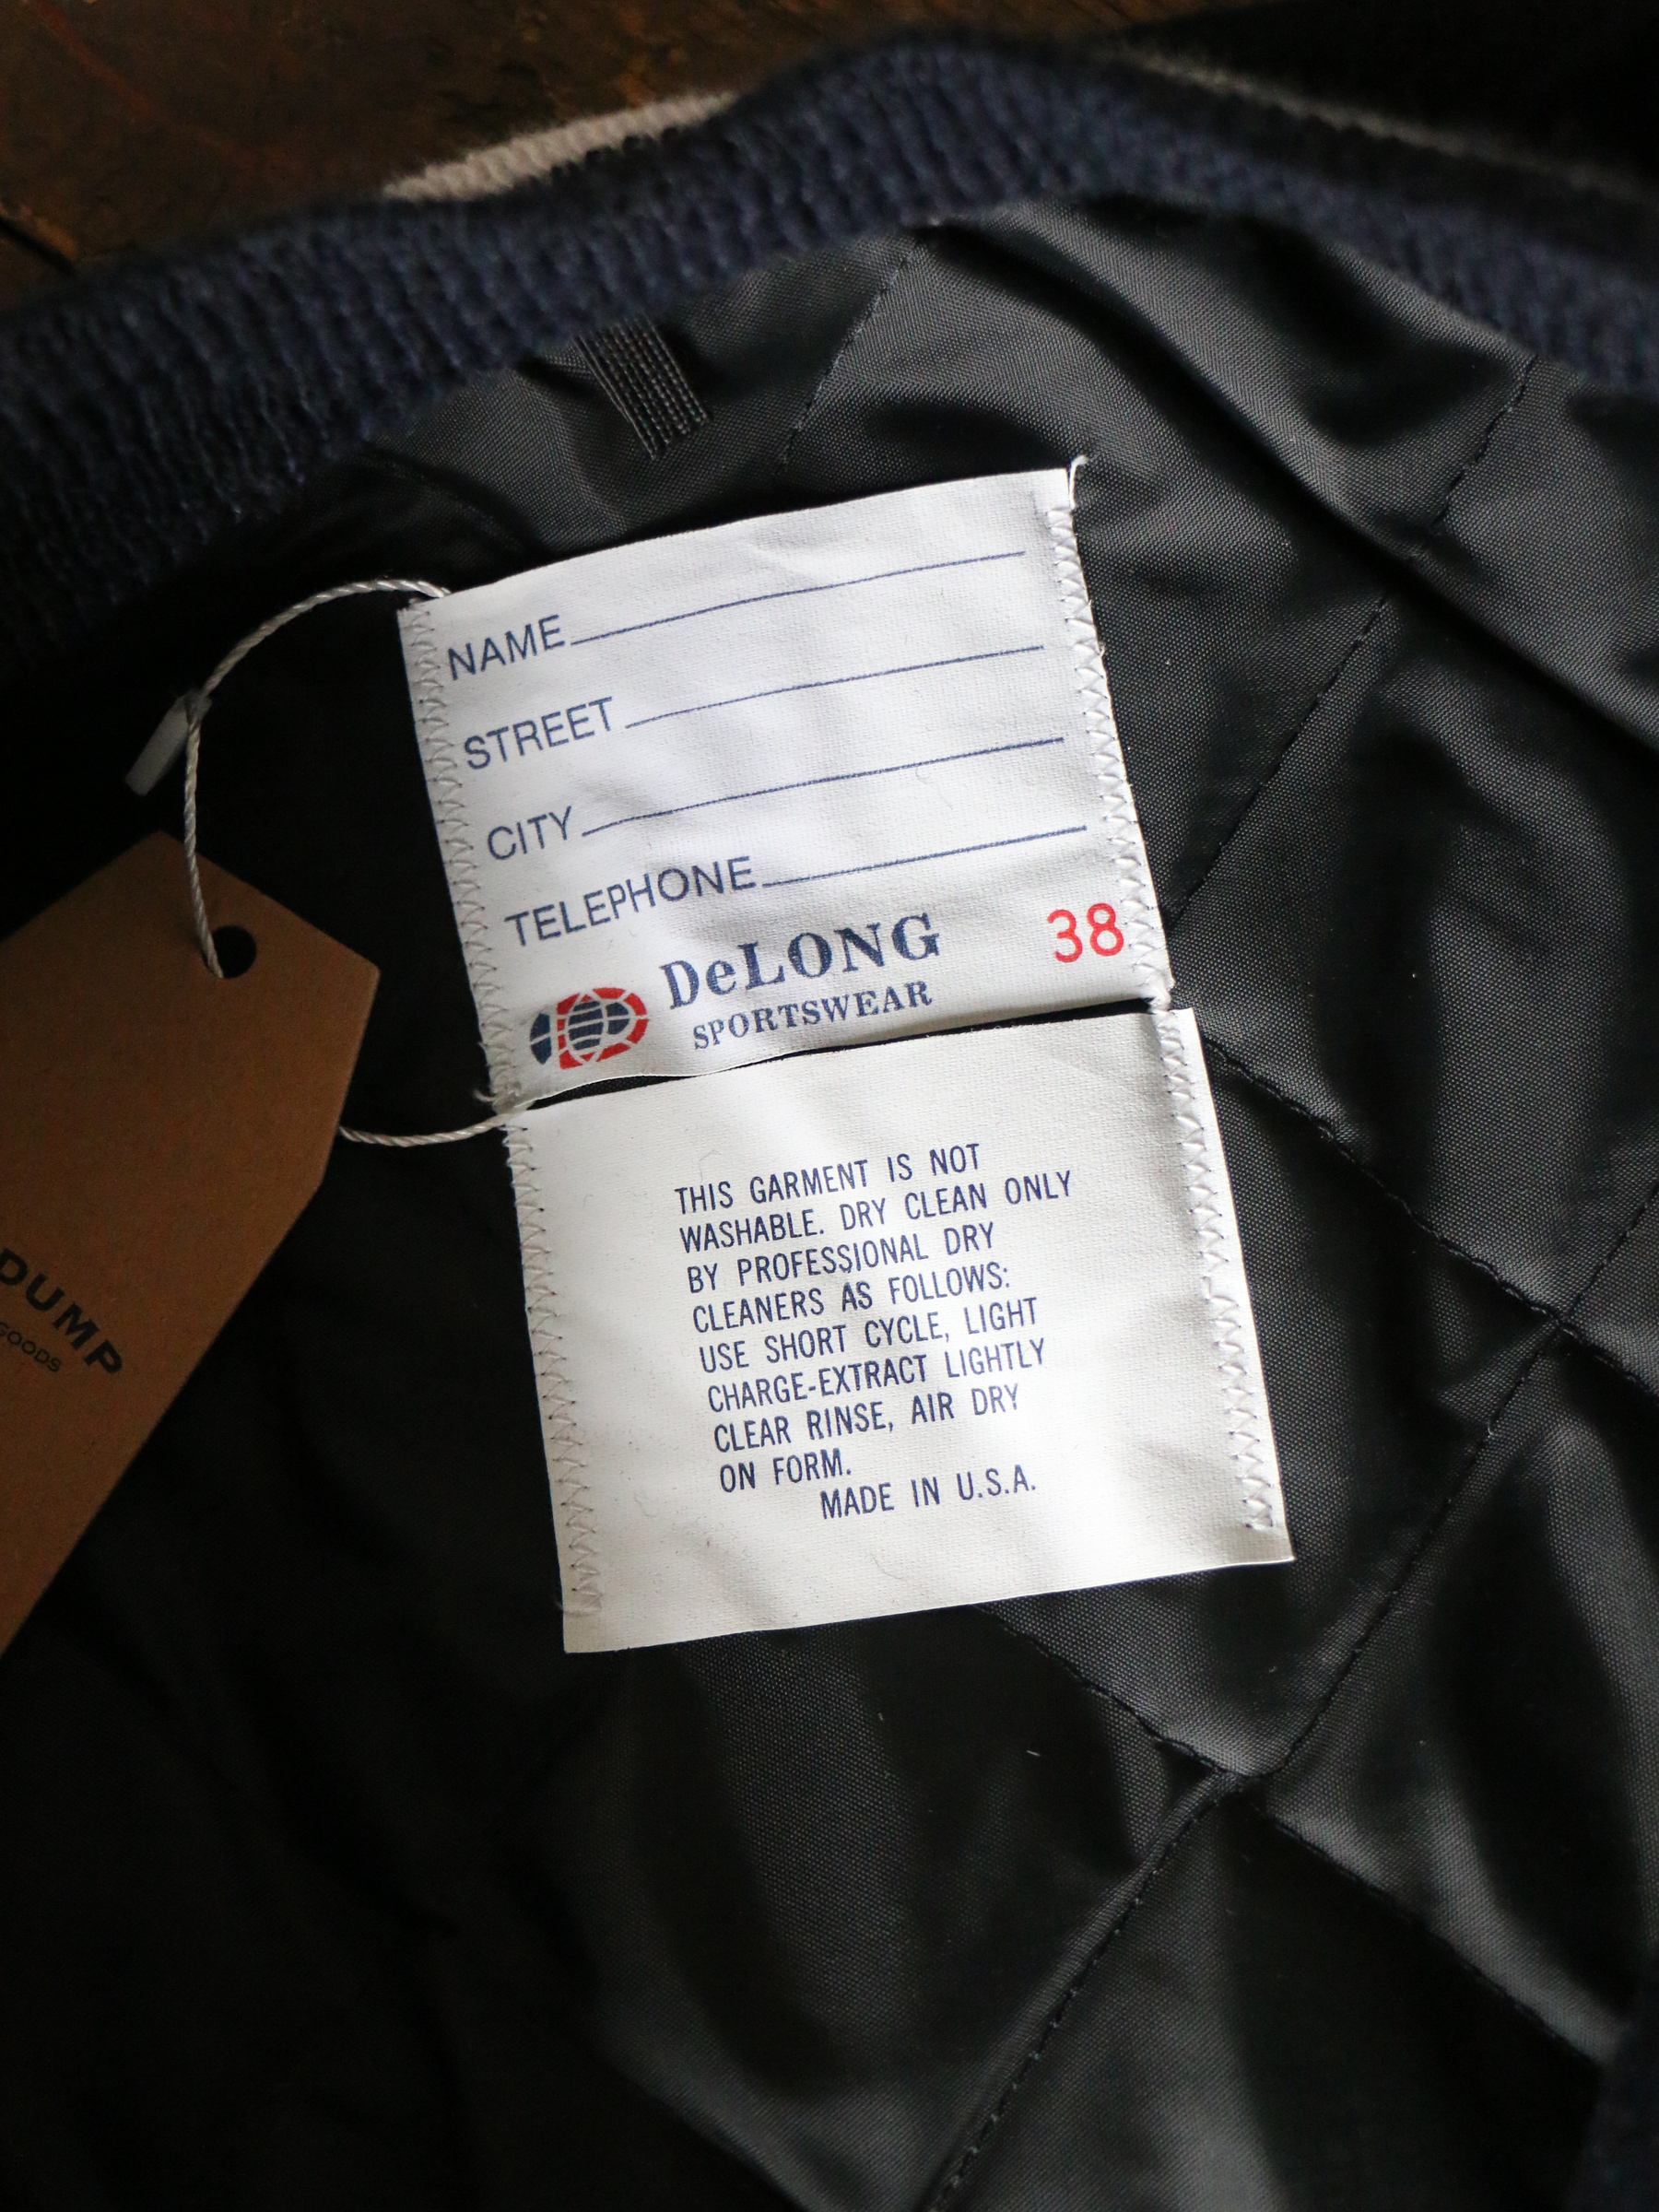 NAME
STREET
CITY
TELEPHONE
DeLONG
SPORTSWEAR
38
THIS GARMENT IS NOT
WASHABLE. DRY CLEAN ONLY
BY PROFESSIONAL DRY
CLEANERS AS FOLLOWS:
USE SHORT CYCLE, LIGHT
CHARGE-EXTRACT LIGHTLY
CLEAR RINSE, AIR DRY
ON FORM.
MADE IN U.S.A.
DUMP
GOODS